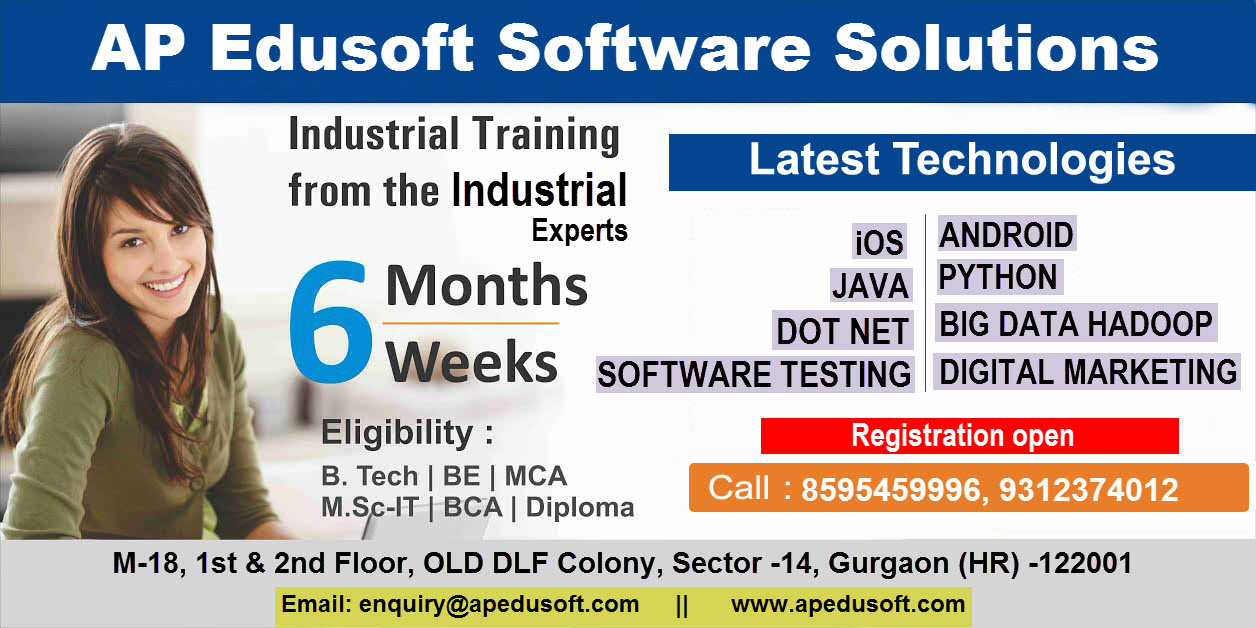 AP Edusoft Software Solutions
Industrial Training
from the Industrial
Experts
6 Months
Weeks
Eligibility :
B. Tech | BE | MCA
M.Sc-IT | BCA | Diploma
Latest Technologies
iOS
JAVA
DOT NET
SOFTWARE TESTING
ANDROID
PYTHON
BIG DATA HADOOP
DIGITAL MARKETING
Registration open
Call : 8595459996, 9312374012
M-18, 1st & 2nd Floor, OLD DLF Colony, Sector -14, Gurgaon (HR) -122001
Email: enquiry@apedusoft.com || www.apedusoft.com